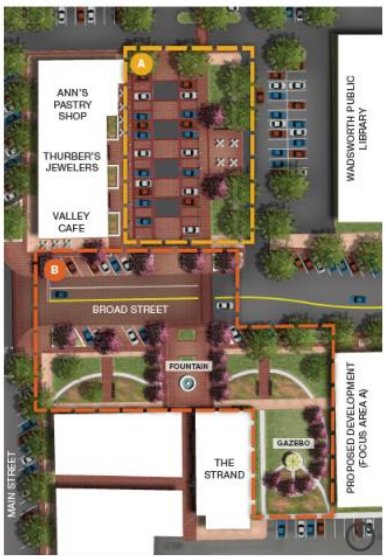 A
ANN'S
PASTRY
SHOP
THURBER'S
JEWELERS
VALLEY
CAFE
WADSWORTH PUBLIC
LIBRARY
B
BROAD STREET
FOUNTAIN
GAZEBO
THE
STRAND
PROPOSED DEVELOPMENT
(FOCUS AREA A)
MAIN STREET